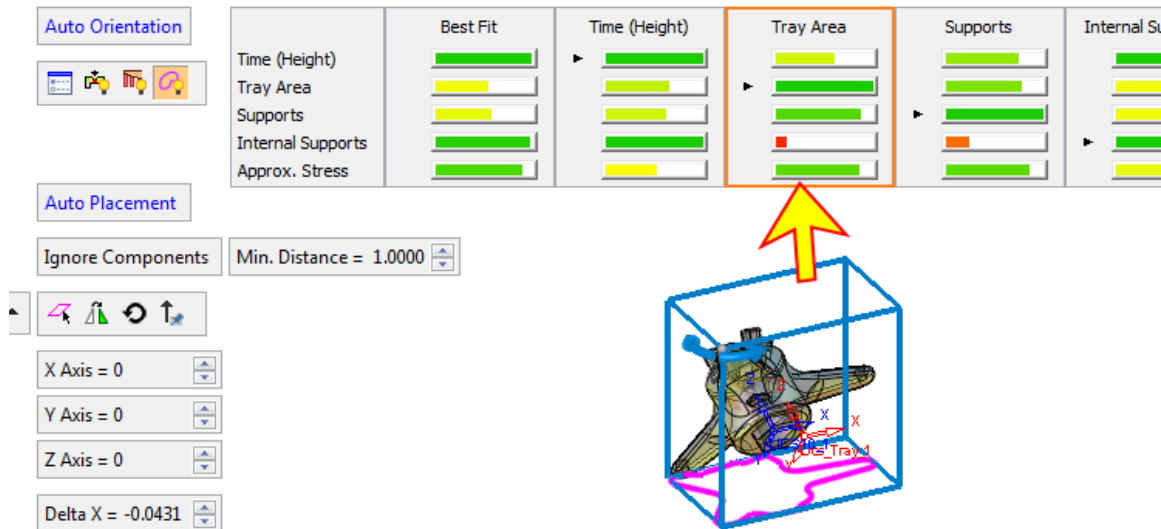 Auto Orientation
Best Fit Time (Height) Tray Area Supports Internal Su
Time (Height)
Tray Area
Supports
Internal Supports
Approx. Stress
Auto Placement
Ignore Components Min. Distance = 1.0000
X Axis = 0
Y Axis = 0
Z Axis = 0
Delta X = -0.0431
Z
X
X
Y
Y